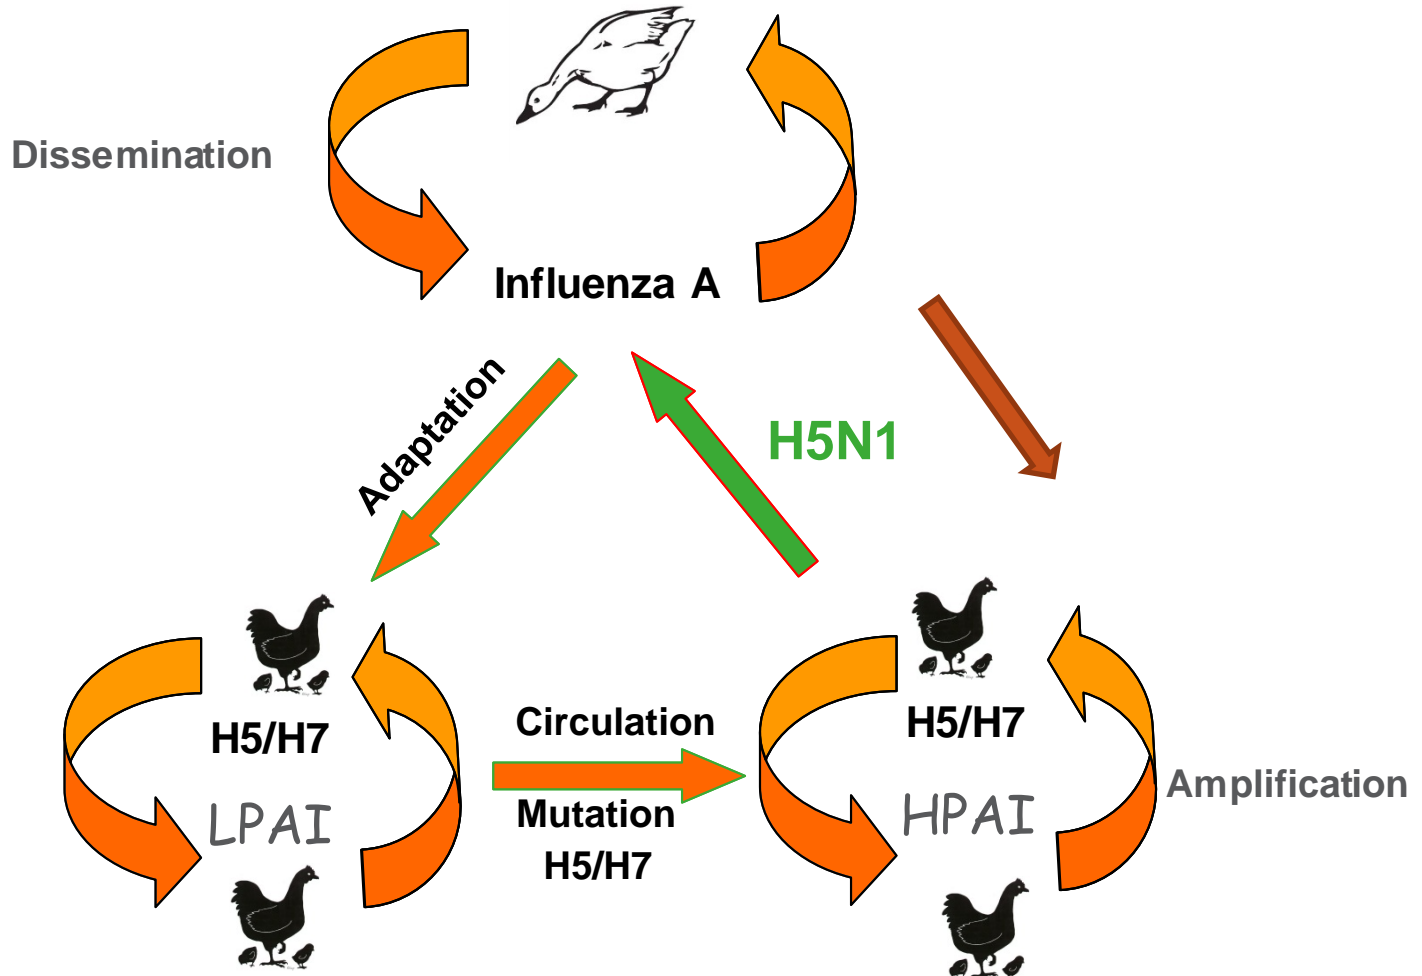 Dissemination
Influenza A
Adaptation
H5N1
H5/H7
LPAI
Circulation
Mutation
H5/H7
H5/H7
HPAI
Amplification